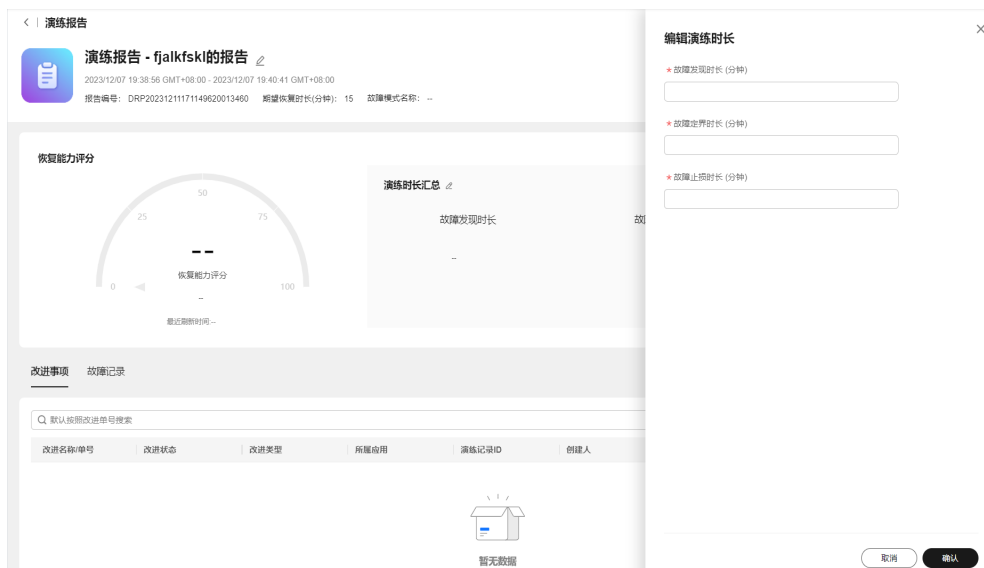 演练报告
演练报告 - fjalkfskl的报告
2023/12/07 19:38:56 GMT+08:00 - 2023/12/07 19:40:41 GMT+08:00
报告编号： DRP20231211171149620013460 期望恢复时长(分钟)： 15 故障模式名称： --
恢复能力评分
50
25
75
0
100
--
恢复能力评分
--
最近刷新时间 --
演练时长汇总
故障发现时长
故
--
改进事项 故障记录
默认按照改进单号搜索
改进名称/单号 改进状态 改进类型 所属应用 演练记录ID 创建人
暂无数据
编辑演练时长
* 故障发现时长 (分钟)
* 故障定界时长 (分钟)
* 故障止损时长 (分钟)
取消 确认